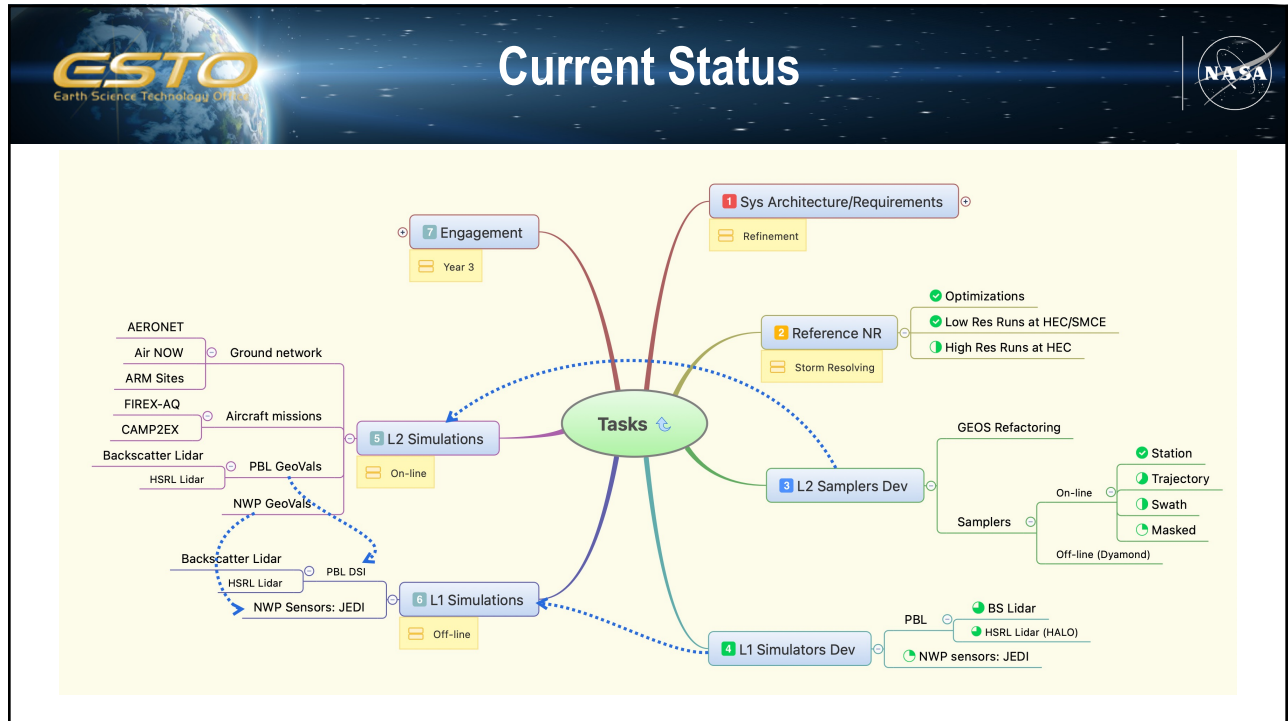 ESTO
Earth Science Technology Office
Current Status
NASA
Tasks
1 Sys Architecture/Requirements
Refinement
2 Reference NR
Storm Resolving
Optimizations
Low Res Runs at HEC/SMCE
High Res Runs at HEC
3 L2 Samplers Dev
GEOS Refactoring
Samplers
On-line
Station
Trajectory
Swath
Masked
Off-line (Dyamond)
4 L1 Simulators Dev
PBL
BS Lidar
HSRL Lidar (HALO)
NWP sensors: JEDI
7 Engagement
Year 3
5 L2 Simulations
On-line
Ground network
AERONET
Air NOW
ARM Sites
Aircraft missions
FIREX-AQ
CAMP2EX
PBL GeoVals
Backscatter Lidar
HSRL Lidar
NWP GeoVals
6 L1 Simulations
Off-line
PBL DSI
Backscatter Lidar
HSRL Lidar
NWP Sensors: JEDI